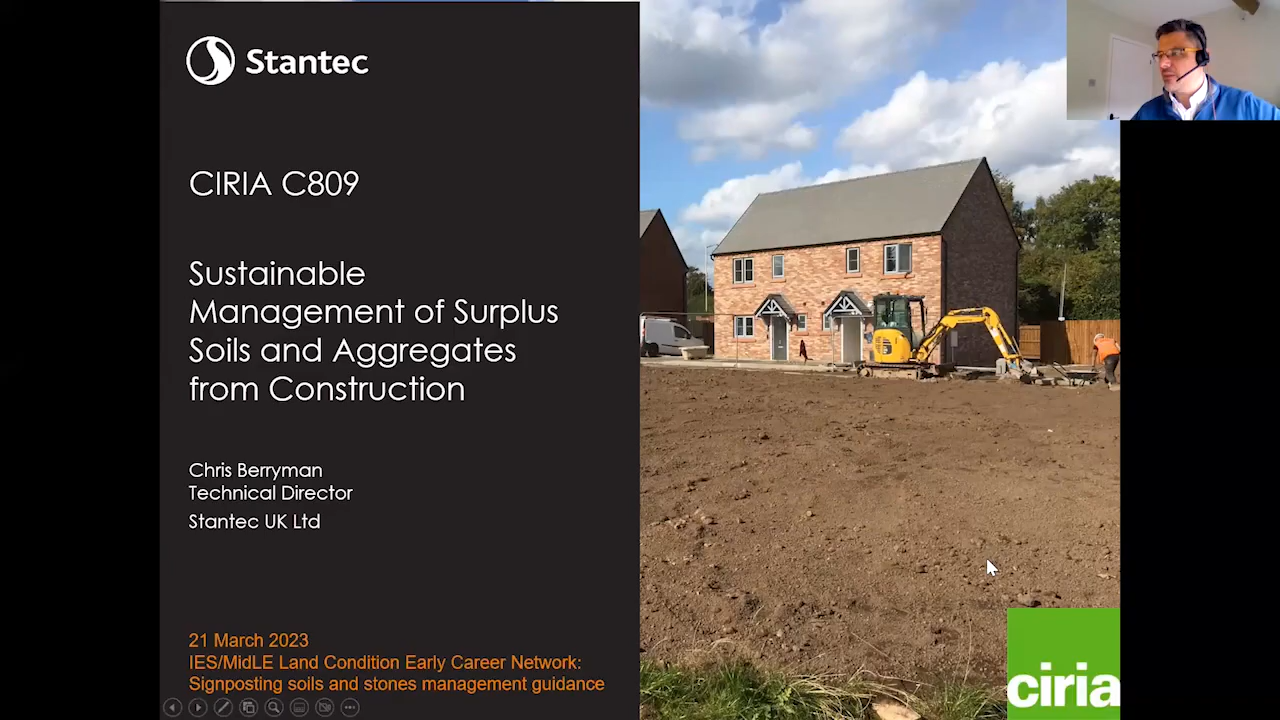 Stantec
CIRIA C809
Sustainable
Management of Surplus
Soils and Aggregates
from Construction
Chris Berryman
Technical Director
Stantec UK Ltd
21 March 2023
IES/MidLE Land Condition Early Career Network:
Signposting soils and stones management guidance
ciria